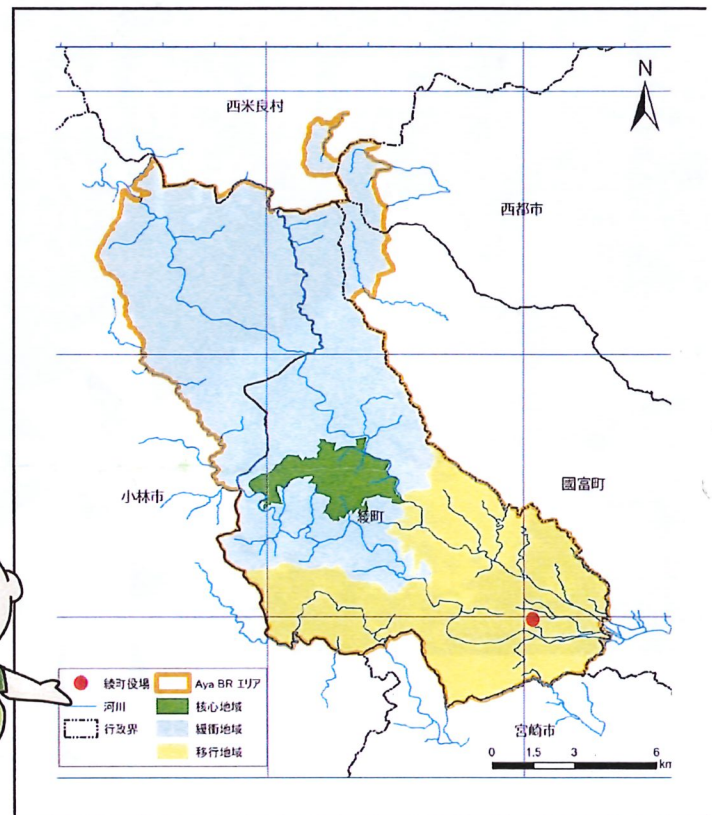 N
西米良村
西都市
小林市
國富町
綾町
綾町役場
Aya BR エリア
河川
核心地域
行政界
緩衝地域
移行地域
宮崎市
0 1.5 3 6
km